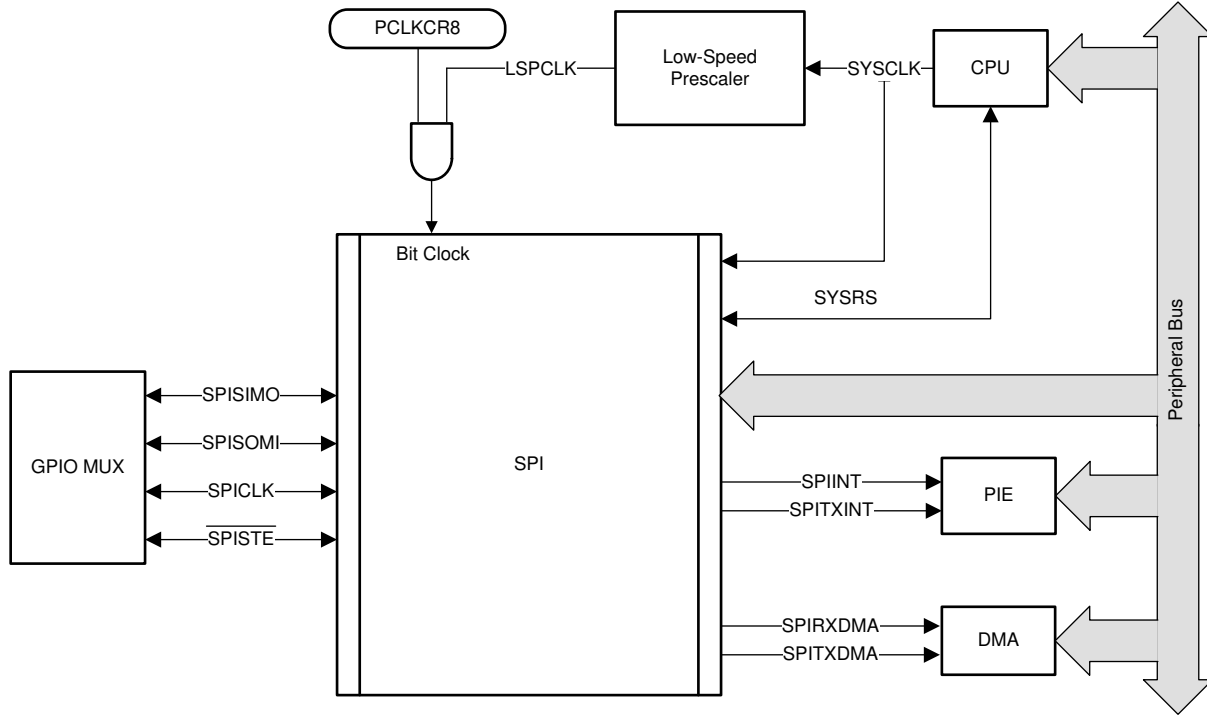 PCLKCR8
LSPCLK
Low-Speed
Prescaler
SYSCLK
CPU
Bit Clock
SYSRS
Peripheral Bus
GPIO MUX
SPISIMO
SPISOMI
SPICLK
SPISTE
SPI
SPIINT
SPITXINT
PIE
SPIRXDMA
SPITXDMA
DMA